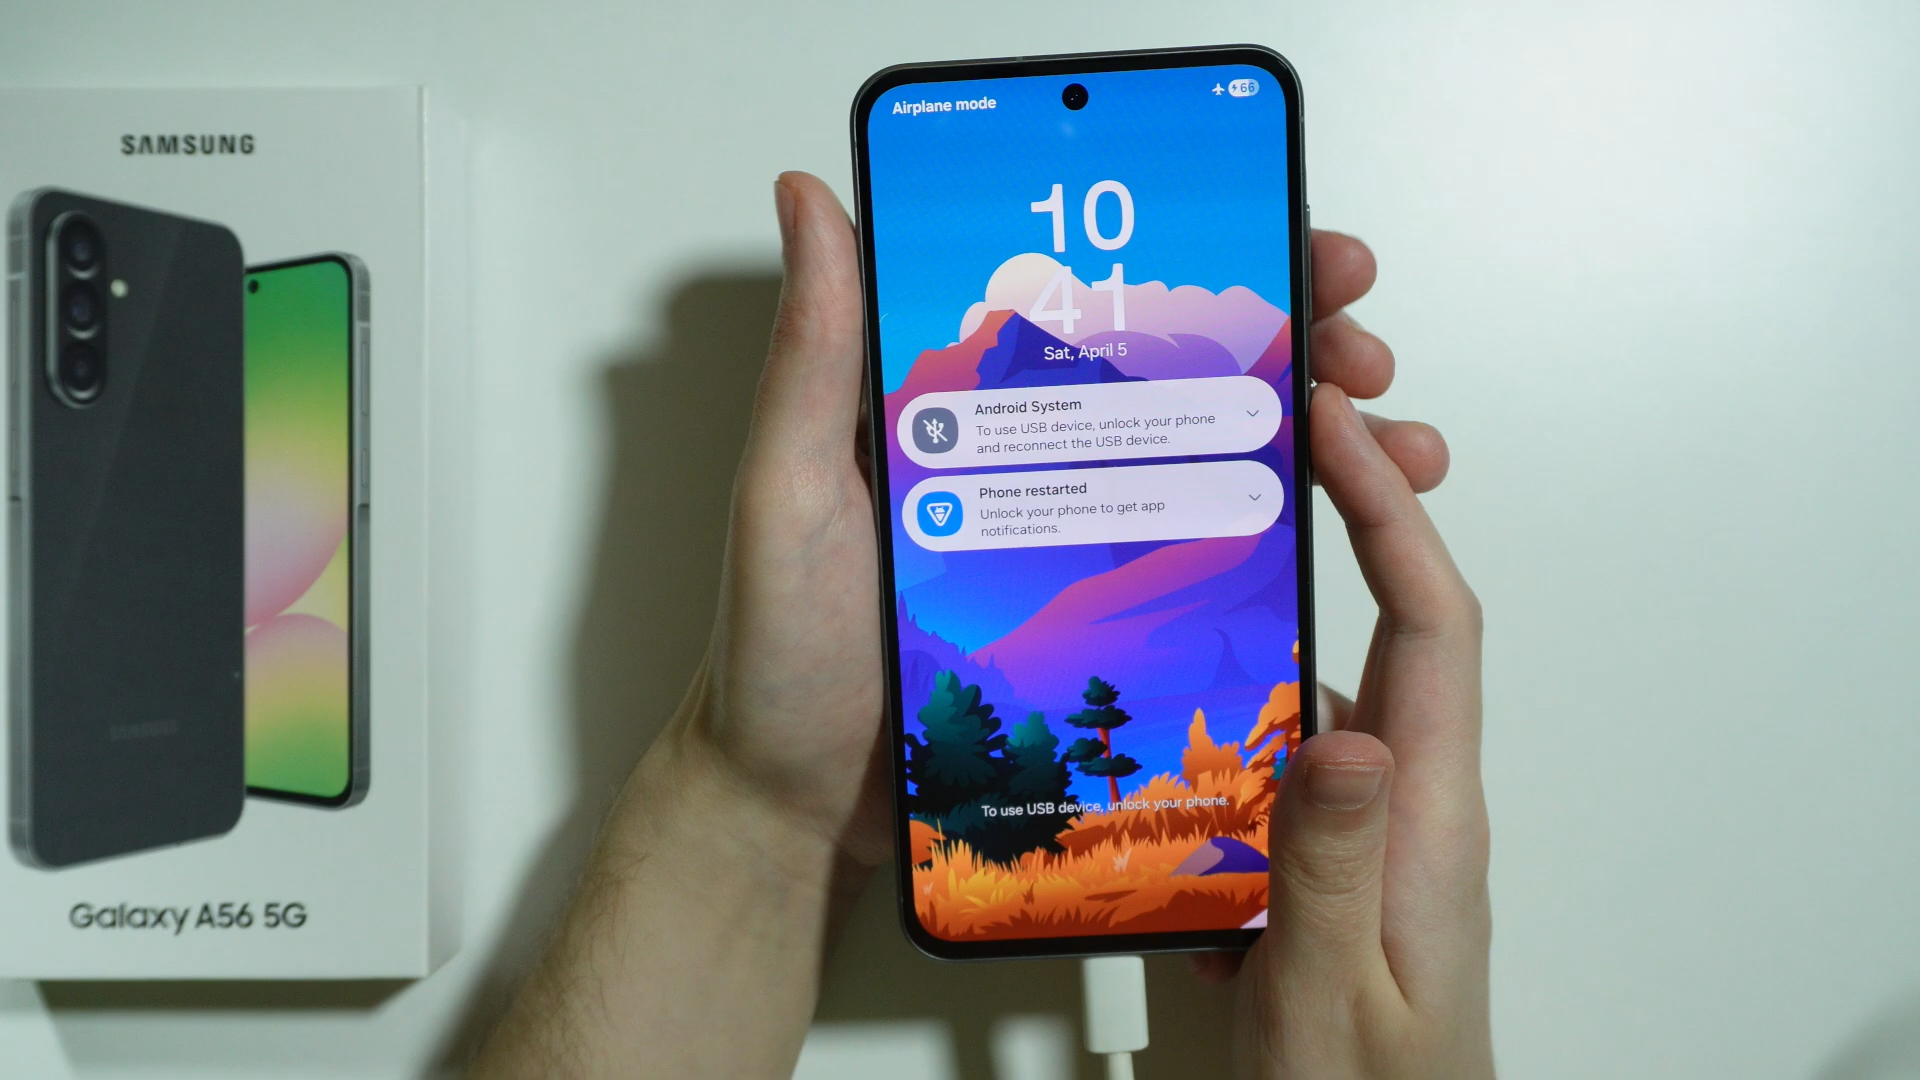 SAMSUNG
SAMSUNG
Galaxy A56 5G
Airplane mode
66
10
41
Sat, April 5
Android System
To use USB device, unlock your phone
and reconnect the USB device.
Phone restarted
Unlock your phone to get app
notifications.
To use USB device, unlock your phone.